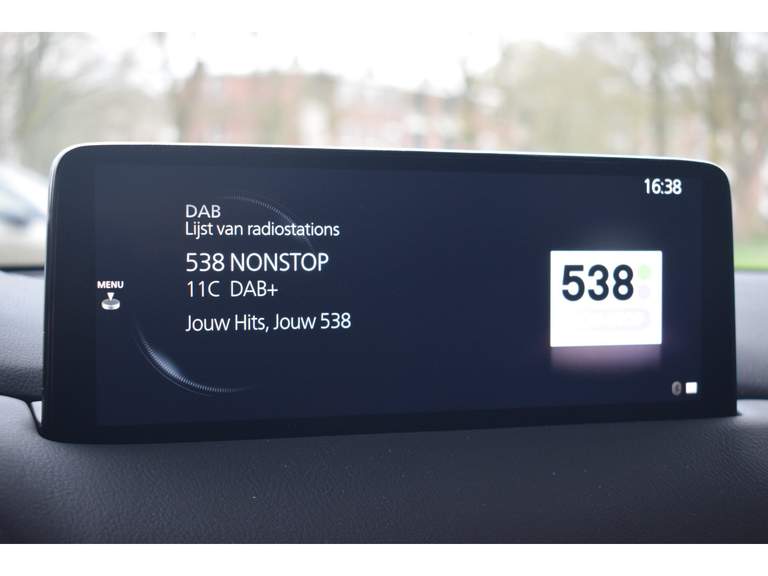 16:38
DAB
Lijst van radiostations
538 NONSTOP
11C DAB+
Jouw Hits, Jouw 538
MENU
538